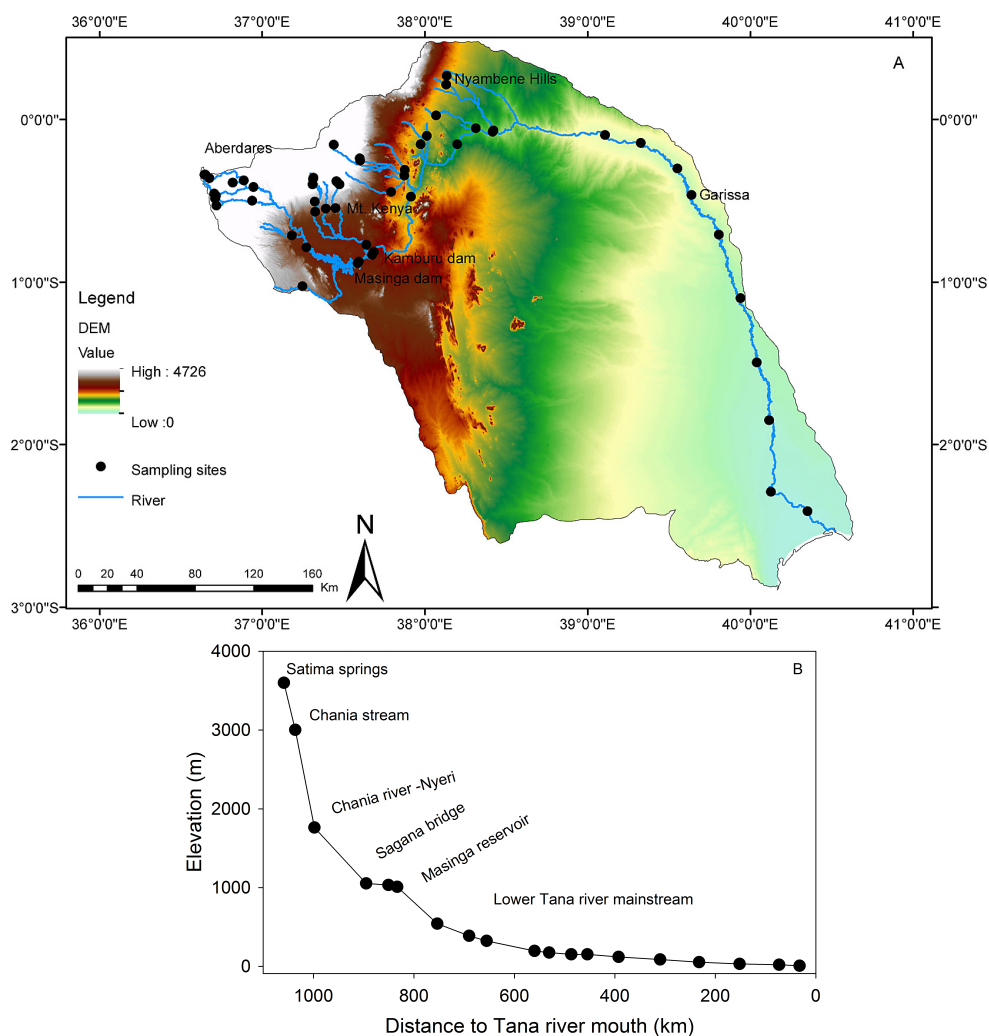 36°0'0"E 37°0'0"E 38°0'0"E 39°0'0"E 40°0'0"E 41°0'0"E
A
Nyambene Hills
0°0'0" 0°0'0"
Aberdares
Garissa
Mt. Kenya
Kamburu dam
Masinga dam
1°0'0"S 1°0'0"S
Legend
DEM
Value
High : 4726
Low :0
2°0'0"S 2°0'0"S
Sampling sites
River
N
0 20 40 80 120 160
Km
3°0'0"S 3°0'0"S
36°0'0"E 37°0'0"E 38°0'0"E 39°0'0"E 40°0'0"E 41°0'0"E
B
4000
3000
2000
1000
0
Elevation (m)
Satima springs
Chania stream
Chania river -Nyeri
Sagana bridge
Masinga reservoir
Lower Tana river mainstream
1000 800 600 400 200 0
Distance to Tana river mouth (km)